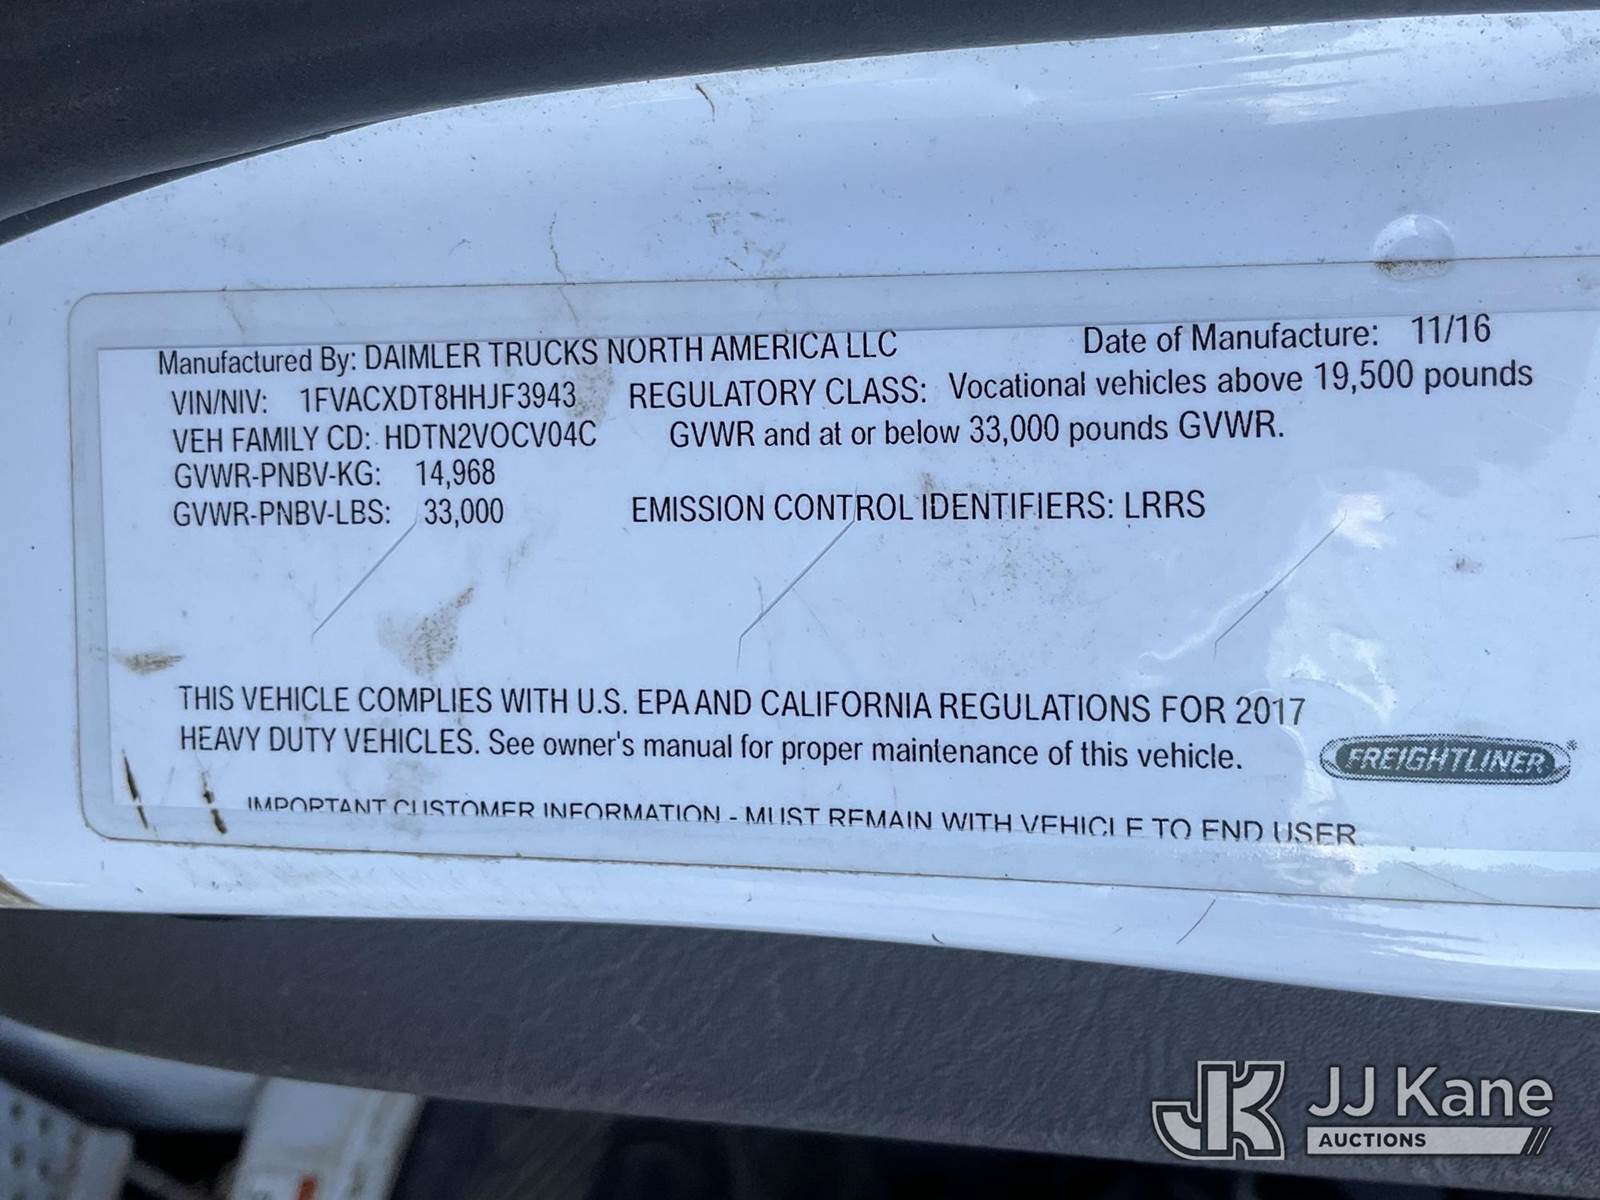 Manufactured By: DAIMLER TRUCKS NORTH AMERICA LLC Date of Manufacture: 11/16
VIN/NIV: 1FVACXDT8HHJF3943 REGULATORY CLASS: Vocational vehicles above 19,500 pounds
VEH FAMILY CD: HDTN2VOCV04C GVWR and at or below 33,000 pounds GVWR.
GVWR-PNBV-KG: 14,968
GVWR-PNBV-LBS: 33,000 EMISSION CONTROL IDENTIFIERS: LRRS
THIS VEHICLE COMPLIES WITH U.S. EPA AND CALIFORNIA REGULATIONS FOR 2017
HEAVY DUTY VEHICLES. See owner's manual for proper maintenance of this vehicle.
FREIGHTLINER
IMPORTANT CUSTOMER INFORMATION - MUST REMAIN WITH VEHICLE TO END USER.
JK JJ Kane
AUCTIONS